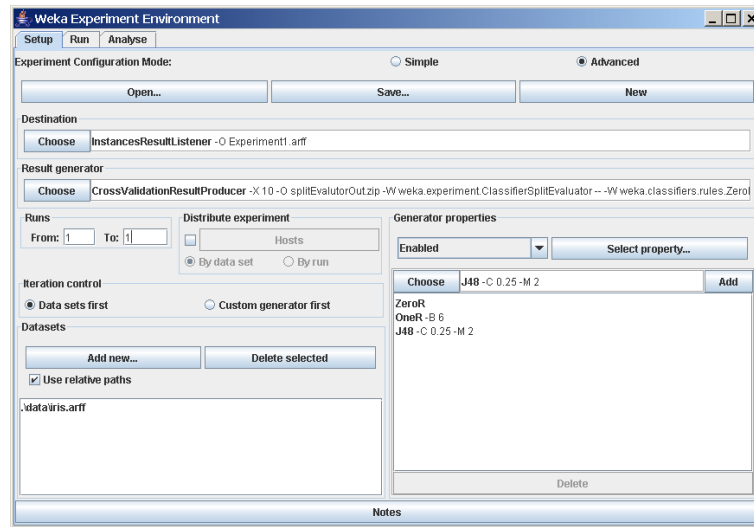 Weka Experiment Environment
Setup Run Analyse
Experiment Configuration Mode: Simple Advanced
Open... Save... New
Destination
Choose InstancesResultListener -O Experiment1.arff
Result generator
Choose CrossValidationResultProducer -X 10 -O splitEvalutorOut.zip -W weka.experiment.ClassifierSplitEvaluator -- -W weka.classifiers.rules.ZeroR
Runs
From: 1 To: 1
Distribute experiment
Hosts
By data set By run
Generator properties
Enabled Select property...
Iteration control
Data sets first Custom generator first
Choose J48 -C 0.25 -M 2 Add
ZeroR
OneR -B 6
J48 -C 0.25 -M 2
Datasets
Add new... Delete selected
Use relative paths
.\data\iris.arff
Delete
Notes